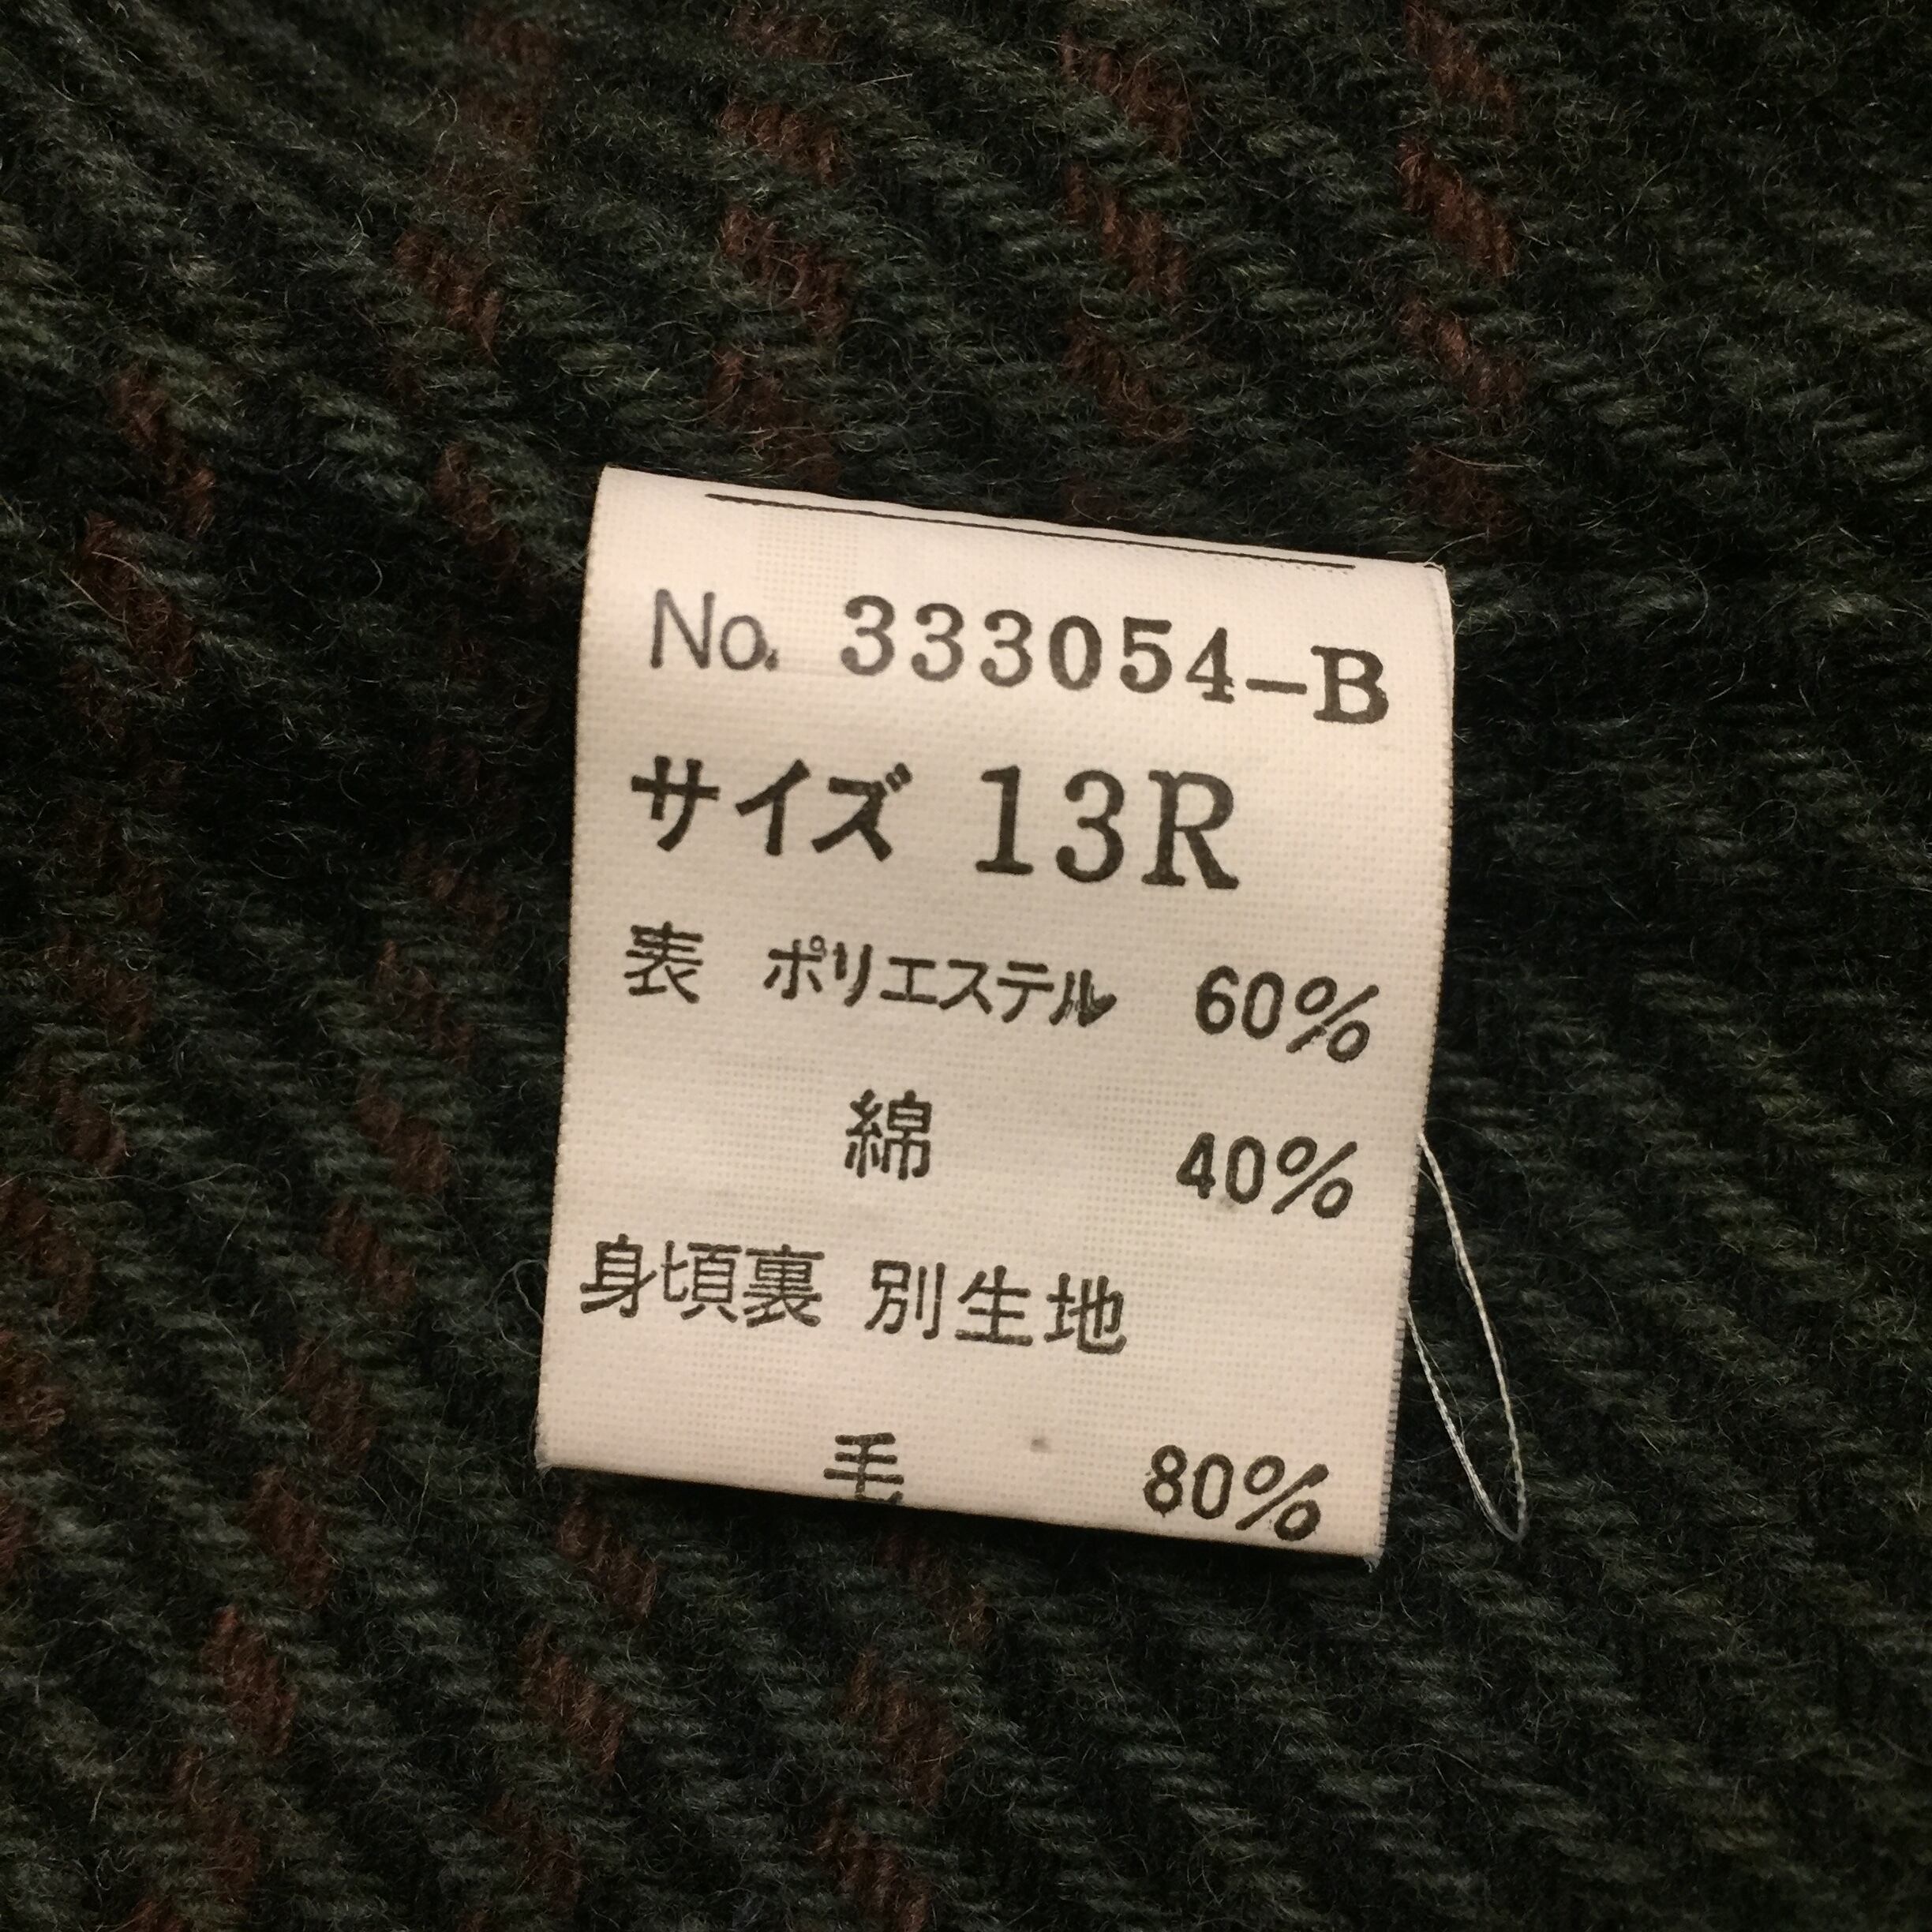 No. 333054-B
サイズ 13R
表 ポリエステル 60%
綿 40%
身頃裏 別生地
毛 80%